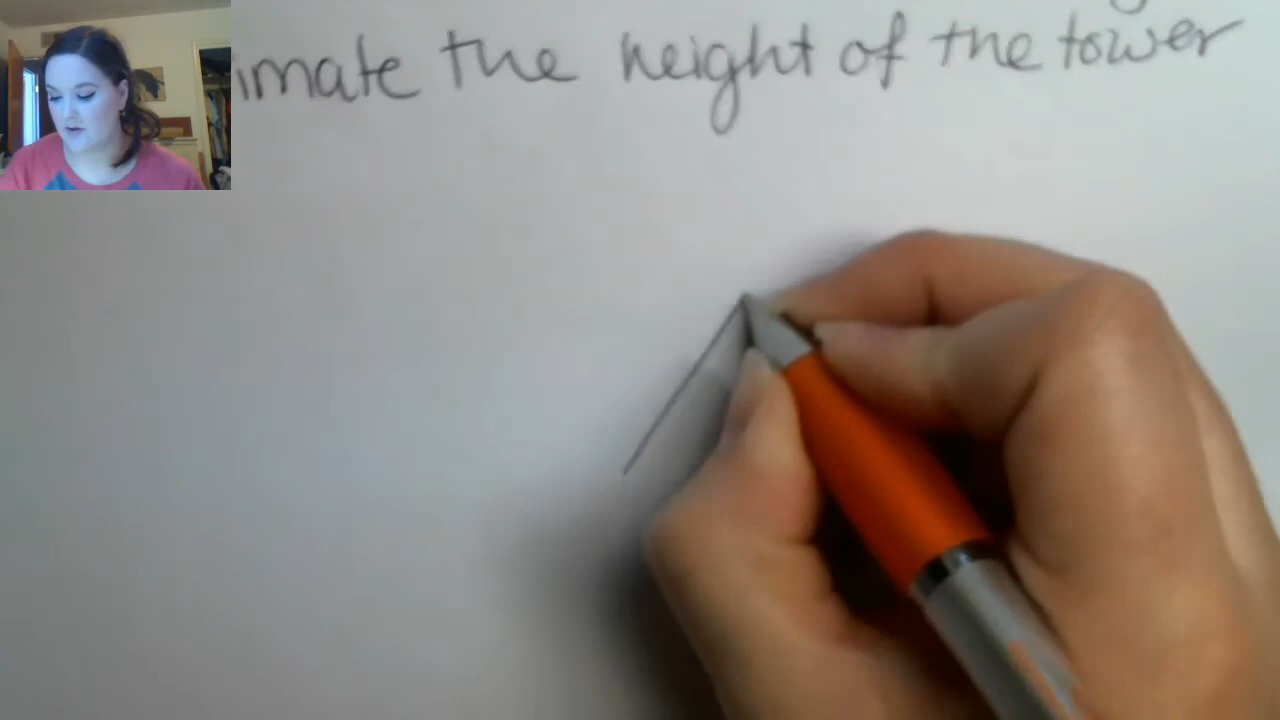 imate the height of the tower